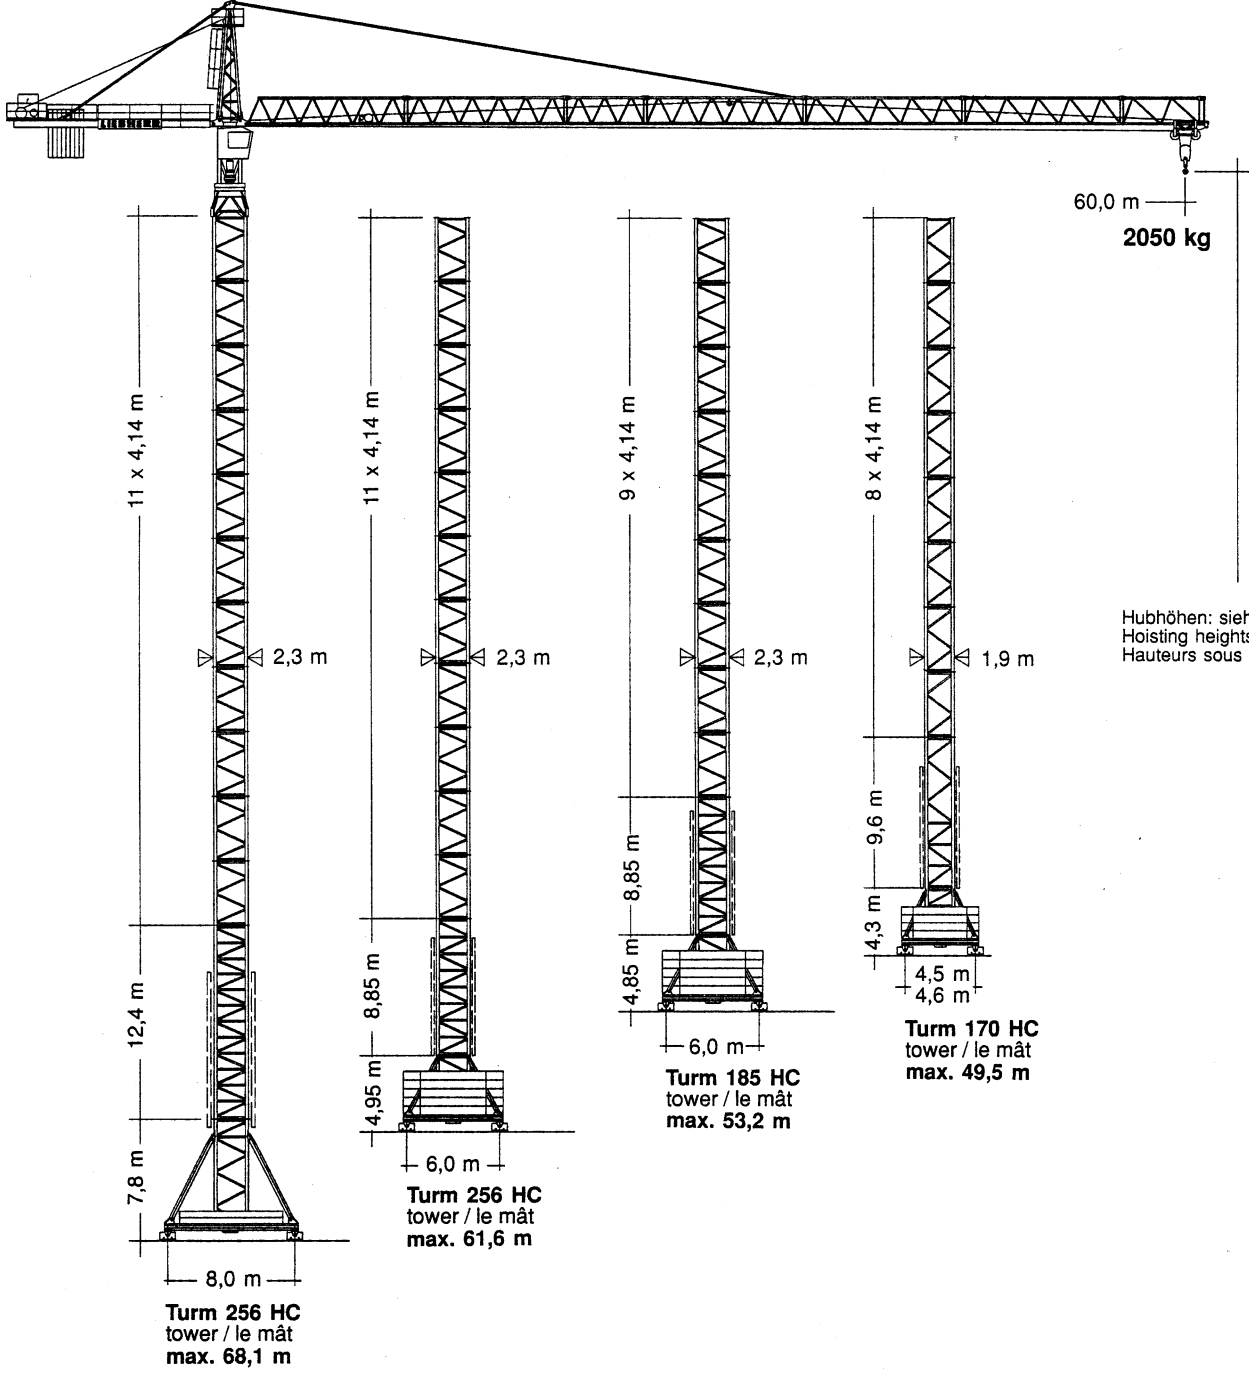 LIEBHERR
60,0 m
2050 kg
11 x 4,14 m
11 x 4,14 m
9 x 4,14 m
8 x 4,14 m
Hubhöhen: sieh
Hoisting heights
Hauteurs sous
2,3 m
2,3 m
2,3 m
1,9 m
12,4 m
7,8 m
8,0 m
Turm 256 HC
tower / le mât
max. 68,1 m
8,85 m
4,95 m
6,0 m
Turm 256 HC
tower / le mât
max. 61,6 m
8,85 m
4,85 m
6,0 m
Turm 185 HC
tower / le mât
max. 53,2 m
9,6 m
4,3 m
4,5 m
4,6 m
Turm 170 HC
tower / le mât
max. 49,5 m